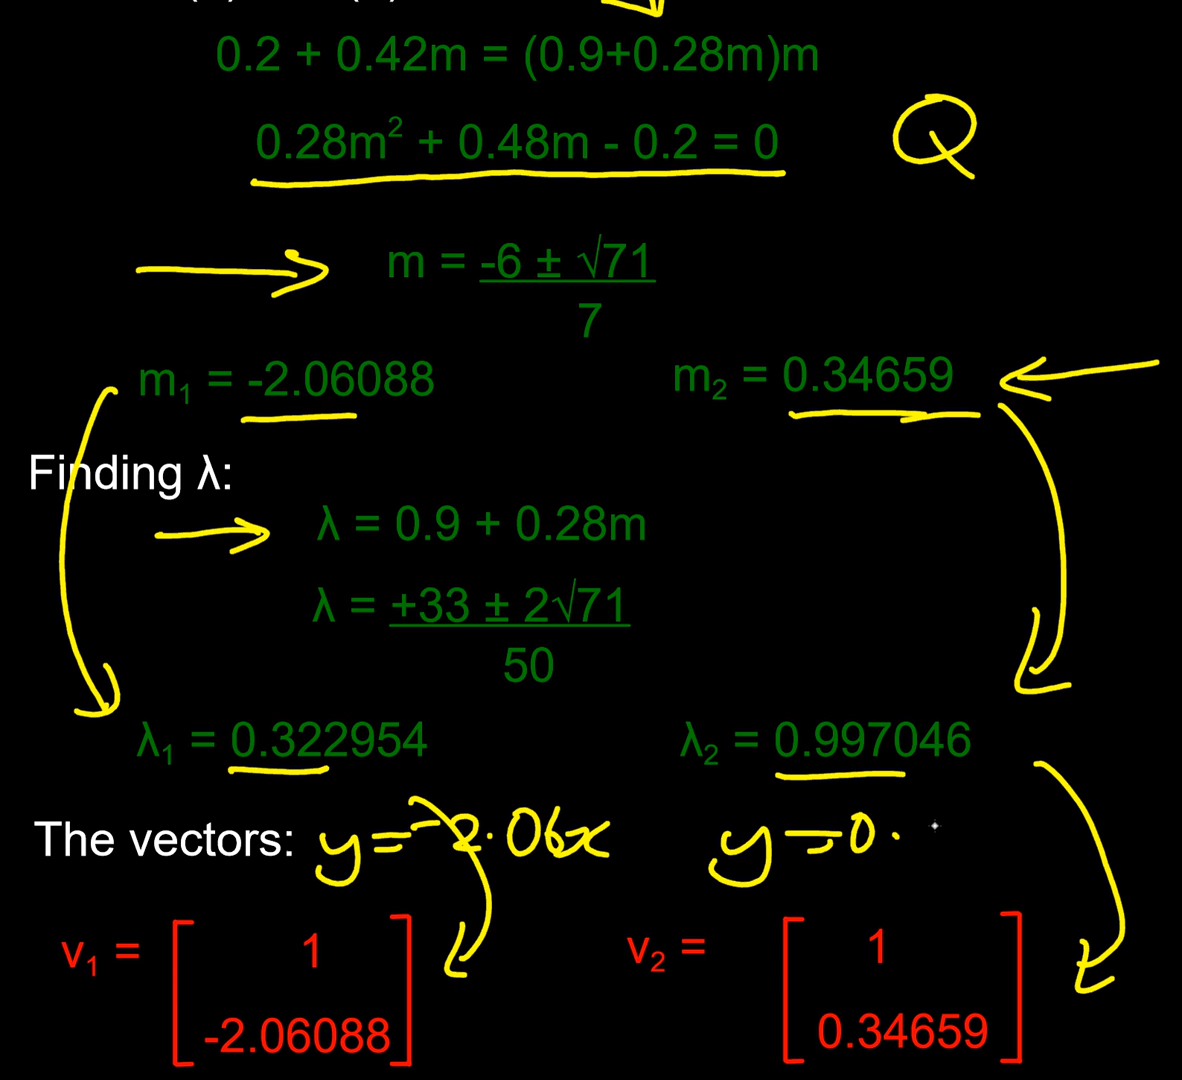 0.2 + 0.42m = (0.9+0.28m)m
0.28m² + 0.48m - 0.2 = 0
Q
m = -6 ± √71
7
m₁ = -2.06088
m₂ = 0.34659
Finding λ:
λ = 0.9 + 0.28m
λ = +33 ± 2√71
50
λ₁ = 0.322954
λ₂ = 0.997046
The vectors: y=-2.06x y=0.
v₁ = [1
-2.06088]
v₂ = [1
0.34659]